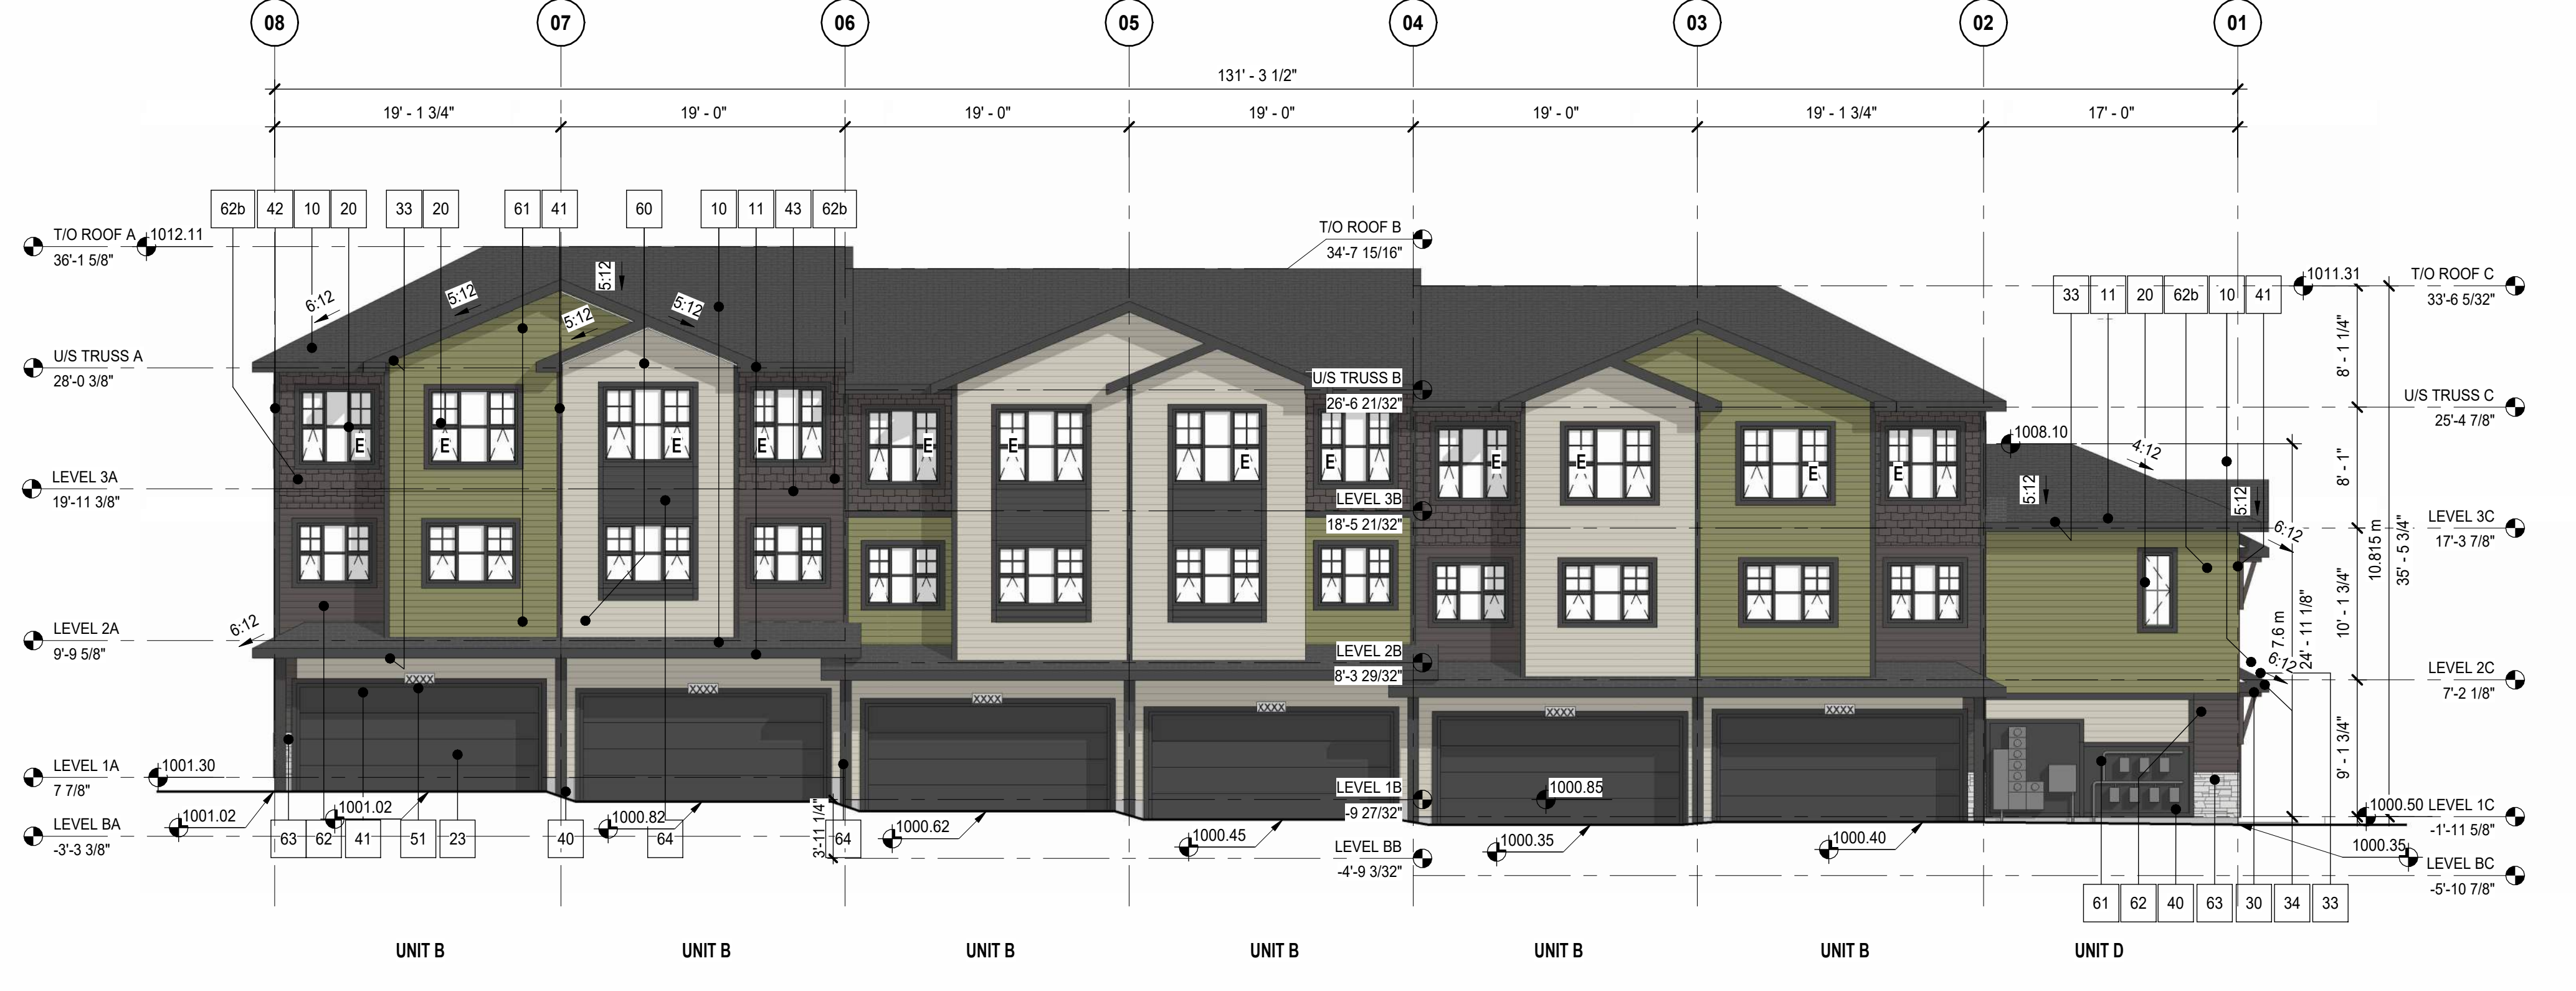 08 07 06 05 04 03 02 01
131' - 3 1/2"
19' - 1 3/4" 19' - 0" 19' - 0" 19' - 0" 19' - 0" 19' - 1 3/4" 17' - 0"
62b 42 10 20 33 20 61 41 60 10 11 43 62b
T/O ROOF A 1012.11
36'-1 5/8"
T/O ROOF B
34'-7 15/16"
1011.31 T/O ROOF C
33'-6 5/32"
33 11 20 62b 10 41
6:12 5:12 5:12 5:12 5:12
U/S TRUSS A
28'-0 3/8"
U/S TRUSS B
26'-6 21/32"
U/S TRUSS C
25'-4 7/8"
8' - 1 1/4"
1008.10
4:12
E E E E E E E E E E E E
LEVEL 3A
19'-11 3/8"
LEVEL 3B
18'-5 21/32"
LEVEL 3C
17'-3 7/8"
8' - 1"
5:12 5:12 6:12
10.815 m
35' - 5 3/4"
7.6 m
24' - 11 1/8"
10' - 1 3/4"
6:12
LEVEL 2A
9'-9 5/8"
LEVEL 2B
8'-3 29/32"
6:12
LEVEL 2C
7'-2 1/8"
XXXX XXXX XXXX XXXX XXXX XXXX
9' - 1 3/4"
LEVEL 1A 1001.30
7 7/8"
LEVEL 1B
-9 27/32"
1000.85
1000.50 LEVEL 1C
-1'-11 5/8"
1001.02 1001.02 1000.82 1000.62 1000.45 1000.35 1000.40 1000.35
3'-11 1/4"
LEVEL BA
-3'-3 3/8"
63 62 41 51 23 40 64 64
LEVEL BB
-4'-9 3/32"
LEVEL BC
-5'-10 7/8"
61 62 40 63 30 34 33
UNIT B UNIT B UNIT B UNIT B UNIT B UNIT B UNIT D